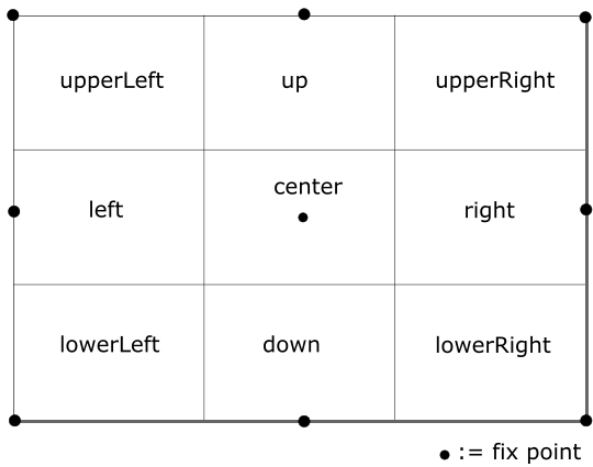 upperLeft
up
upperRight
left
center
right
lowerLeft
down
lowerRight
:= fix point